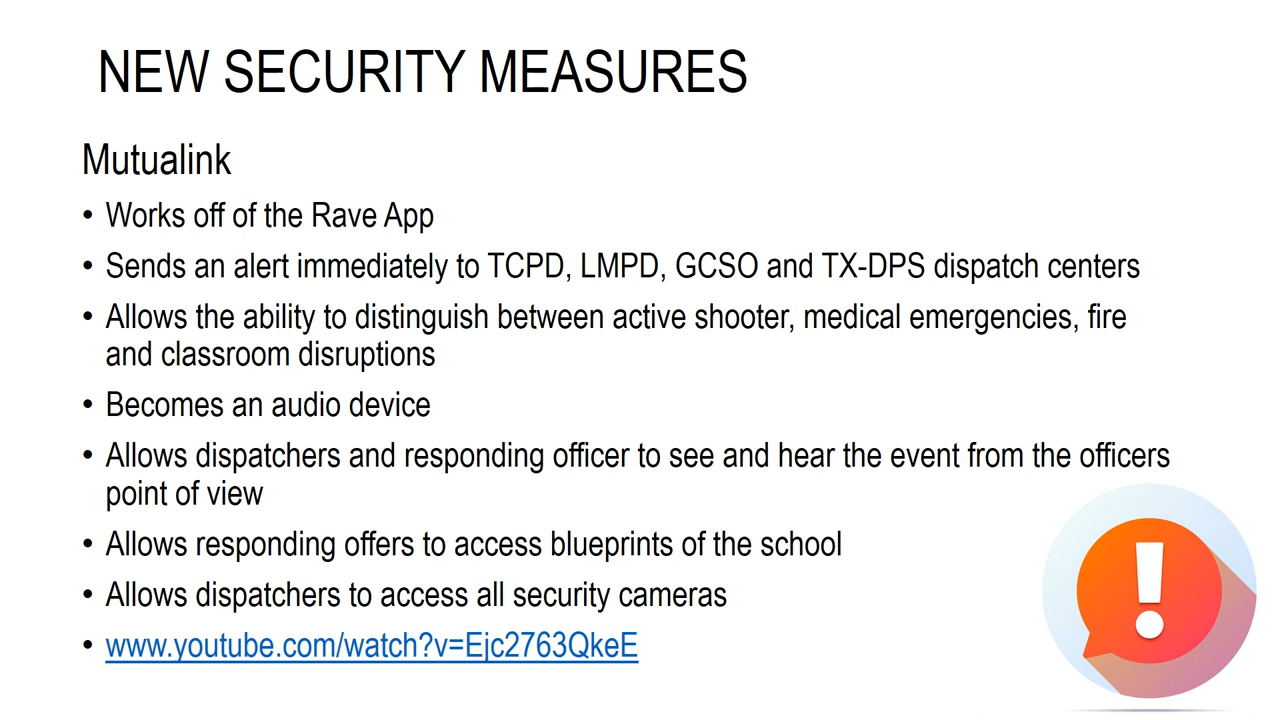 NEW SECURITY MEASURES
Mutualink
• Works off of the Rave App
• Sends an alert immediately to TCPD, LMPD, GCSO and TX-DPS dispatch centers
• Allows the ability to distinguish between active shooter, medical emergencies, fire
and classroom disruptions
• Becomes an audio device
• Allows dispatchers and responding officer to see and hear the event from the officers
point of view
• Allows responding offers to access blueprints of the school
• Allows dispatchers to access all security cameras
• www.youtube.com/watch?v=Ejc2763QkeE